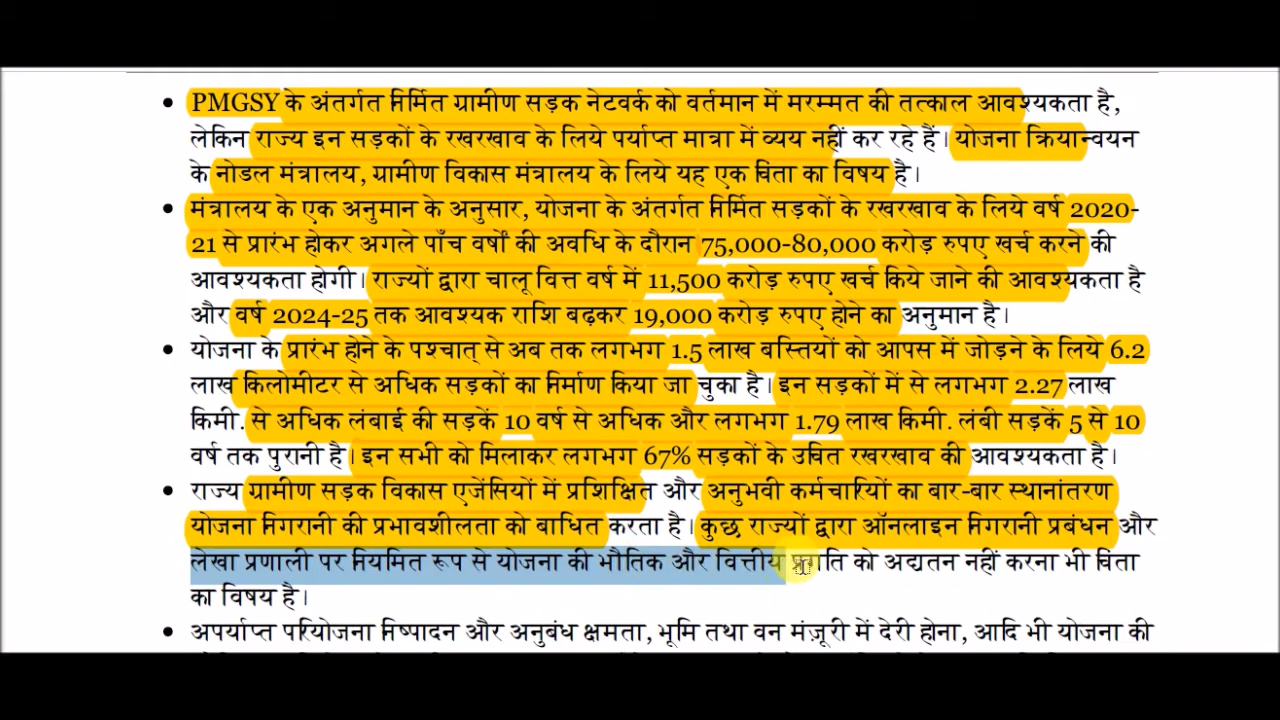 • PMGSY के अंतर्गत निर्मित ग्रामीण सड़क नेटवर्क को वर्तमान में मरम्मत की तत्काल आवश्यकता है,
लेकिन राज्य इन सड़कों के रखरखाव के लिये पर्याप्त मात्रा में व्यय नहीं कर रहे हैं। योजना क्रियान्वयन
के नोडल मंत्रालय, ग्रामीण विकास मंत्रालय के लिये यह एक चिंता का विषय है।
• मंत्रालय के एक अनुमान के अनुसार, योजना के अंतर्गत निर्मित सड़कों के रखरखाव के लिये वर्ष 2020-
21 से प्रारंभ होकर अगले पाँच वर्षों की अवधि के दौरान 75,000-80,000 करोड़ रुपए खर्च करने की
आवश्यकता होगी। राज्यों द्वारा चालू वित्त वर्ष में 11,500 करोड़ रुपए खर्च किये जाने की आवश्यकता है
और वर्ष 2024-25 तक आवश्यक राशि बढ़कर 19,000 करोड़ रुपए होने का अनुमान है।
• योजना के प्रारंभ होने के पश्चात् से अब तक लगभग 1.5 लाख बस्तियों को आपस में जोड़ने के लिये 6.2
लाख किलोमीटर से अधिक सड़कों का निर्माण किया जा चुका है। इन सड़कों में से लगभग 2.27 लाख
किमी. से अधिक लंबाई की सड़कें 10 वर्ष से अधिक और लगभग 1.79 लाख किमी. लंबी सड़कें 5 से 10
वर्ष तक पुरानी है। इन सभी को मिलाकर लगभग 67% सड़कों के उचित रखरखाव की आवश्यकता है।
• राज्य ग्रामीण सड़क विकास एजेंसियों में प्रशिक्षित और अनुभवी कर्मचारियों का बार-बार स्थानांतरण
योजना निगरानी की प्रभावशीलता को बाधित करता है। कुछ राज्यों द्वारा ऑनलाइन निगरानी प्रबंधन और
लेखा प्रणाली पर नियमित रूप से योजना की भौतिक और वित्तीय प्रगति को अद्यतन नहीं करना भी चिंता
का विषय है।
• अपर्याप्त परियोजना निष्पादन और अनुबंध क्षमता, भूमि तथा वन मंज़ूरी में देरी होना, आदि भी योजना की